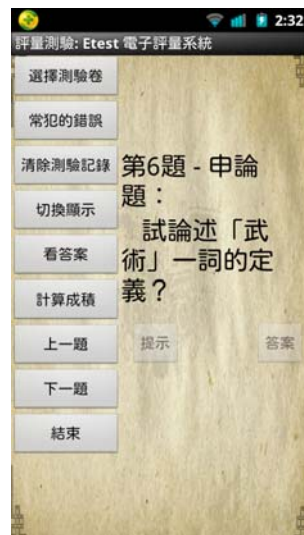 2:32
評量測驗: Etest 電子評量系統
選擇測驗卷
常犯的錯誤
清除測驗記錄
切換顯示
看答案
計算成積
上一題
下一題
結束
第6題 - 申論
題：
試論述「武
術」一詞的定
義？
提示
答案